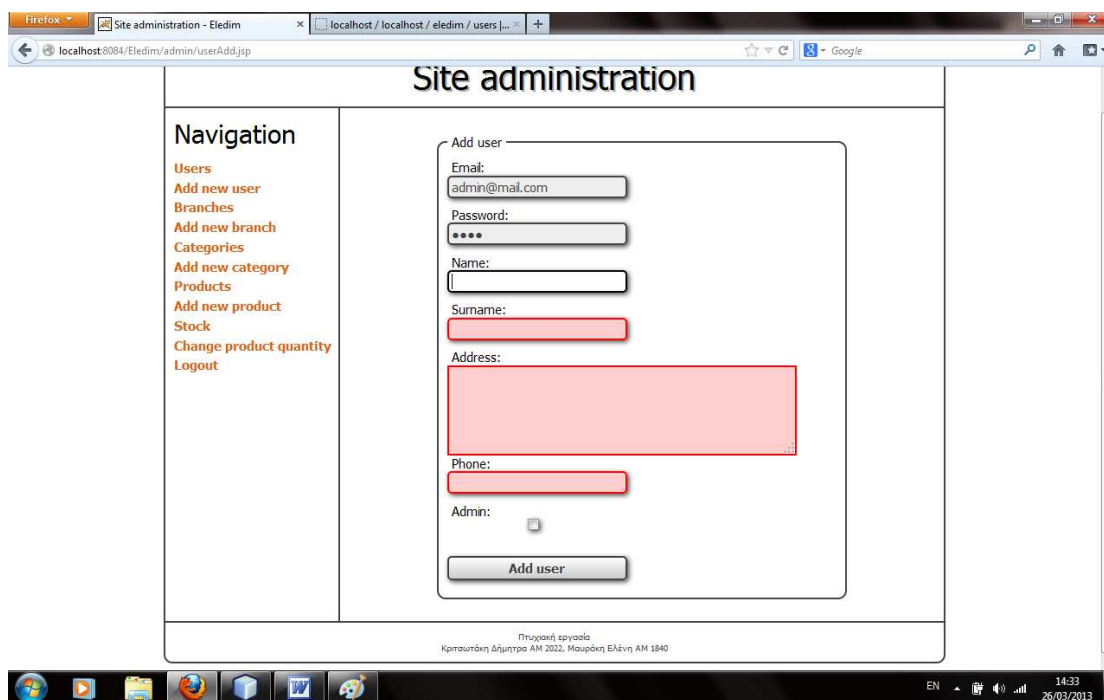 Firefox
Site administration - Eledim
localhost / localhost / eledim / users |...
localhost:8084/Eledim/admin/userAdd.jsp
Google
Site administration
Navigation
Users
Add new user
Branches
Add new branch
Categories
Add new category
Products
Add new product
Stock
Change product quantity
Logout
Add user
Email:
admin@mail.com
Password:
••••
Name:
Surname:
Address:
Phone:
Admin:
Add user
Πτυχιακή εργασία
Κριτσωτάκη Δήμητρα ΑΜ 2022, Μαυράκη Ελένη ΑΜ 1840
EN
14:33
26/03/2013